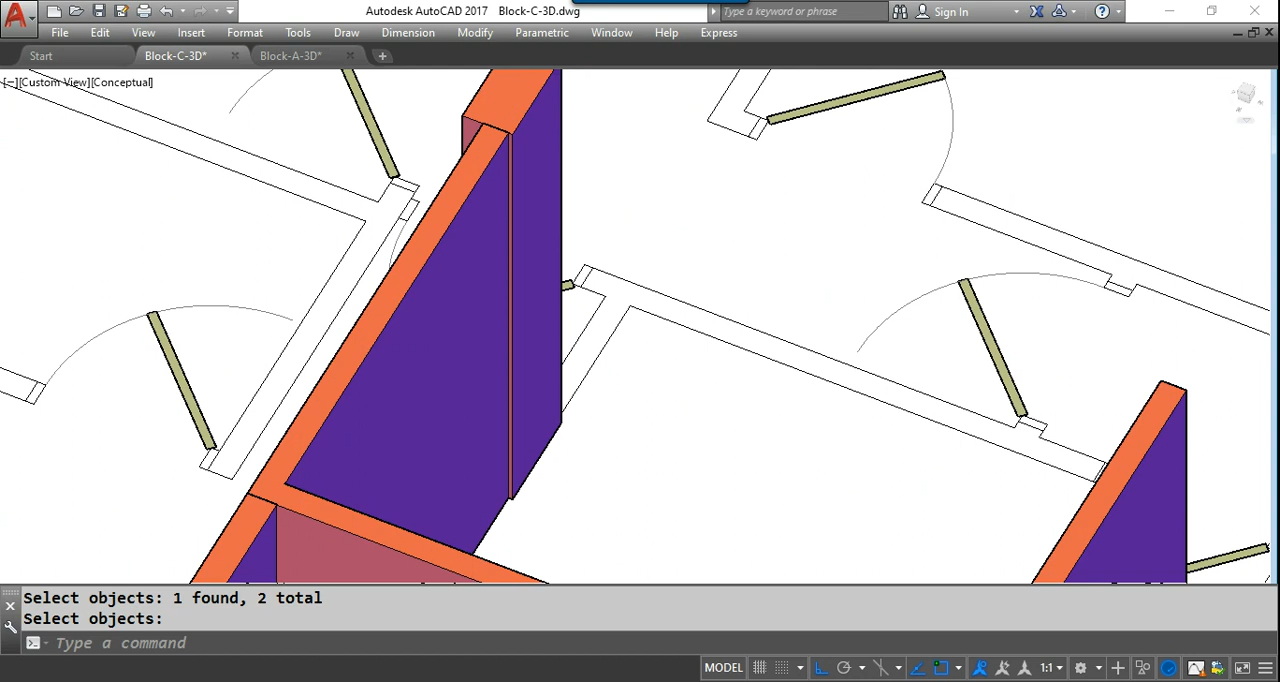 Autodesk AutoCAD 2017 Block-C-3D.dwg
Type a keyword or phrase
Sign In
File Edit View Insert Format Tools Draw Dimension Modify Parametric Window Help Express
Start Block-C-3D* Block-A-3D*
[−][Custom View][Conceptual]
Select objects: 1 found, 2 total
Select objects:
Type a command
MODEL 1:1